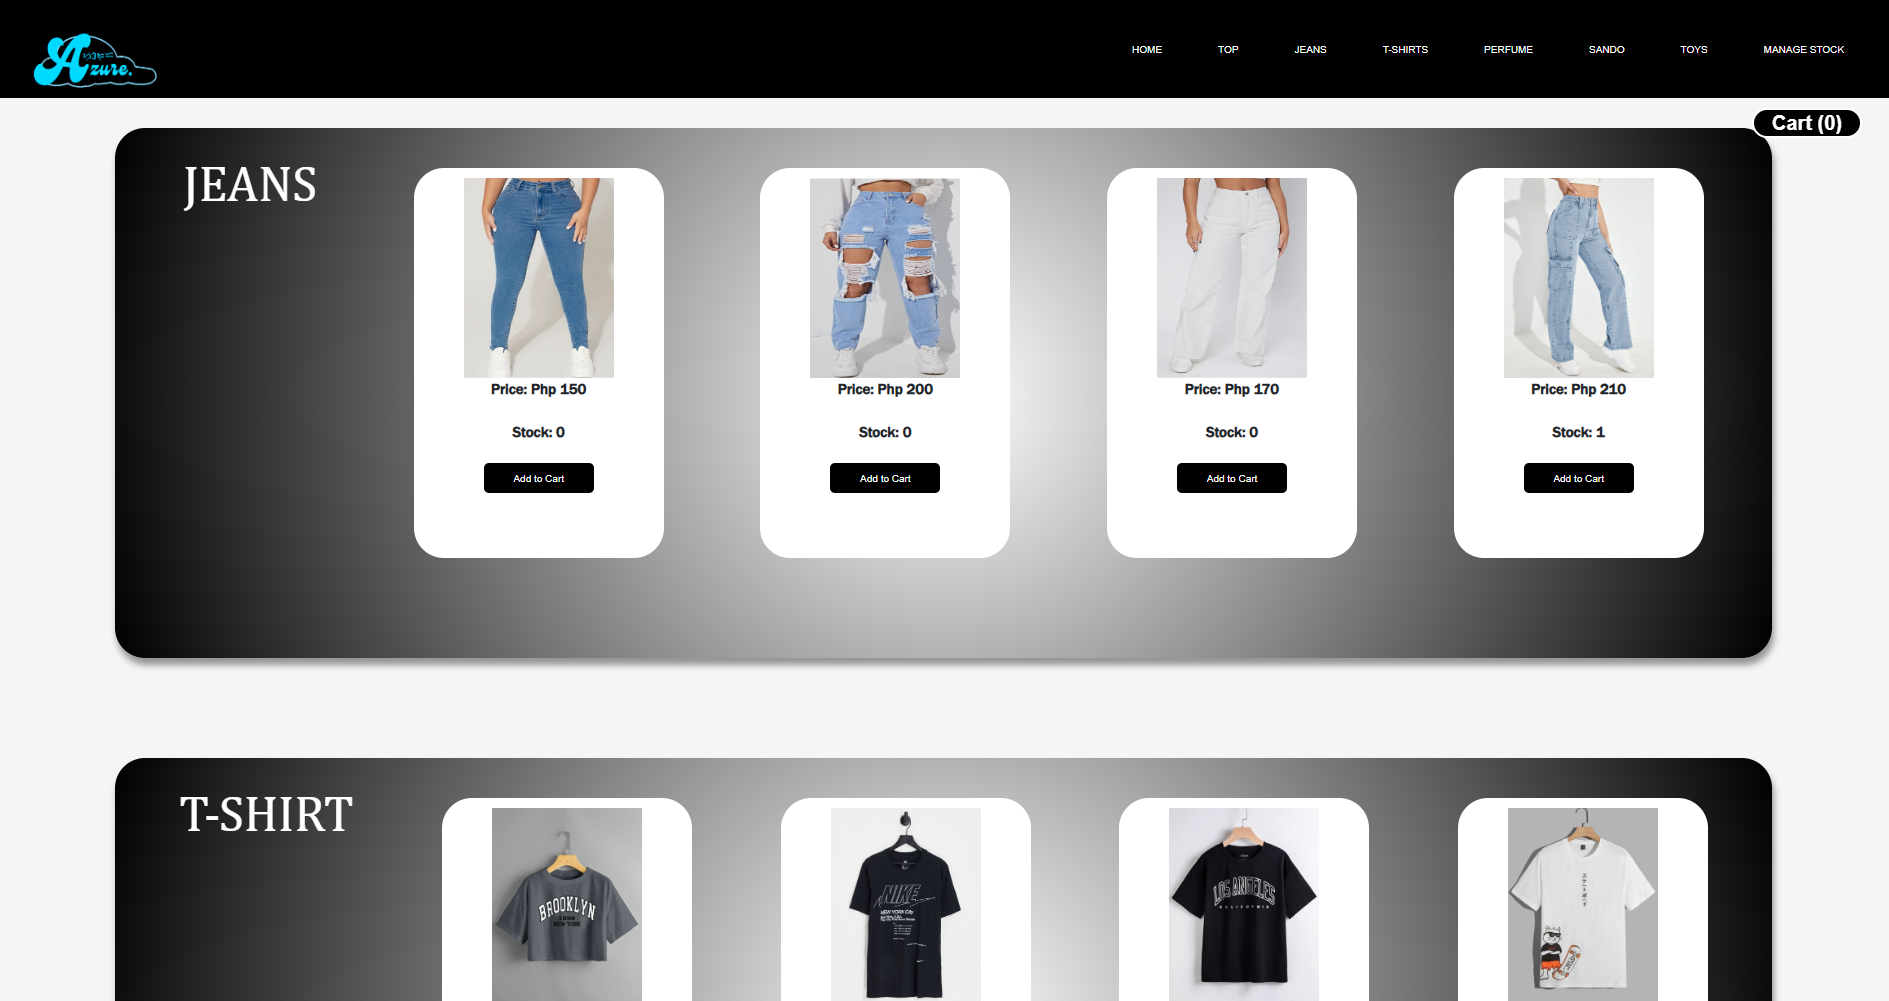 Azure.
HOME TOP JEANS T-SHIRTS PERFUME SANDO TOYS MANAGE STOCK
Cart (0)
JEANS
Price: Php 150
Stock: 0
Add to Cart
Price: Php 200
Stock: 0
Add to Cart
Price: Php 170
Stock: 0
Add to Cart
Price: Php 210
Stock: 1
Add to Cart
T-SHIRT
BROOKLYN
NEW YORK
NIKE
NEW YORK CITY
LOS ANGELES
CALIFORNIA